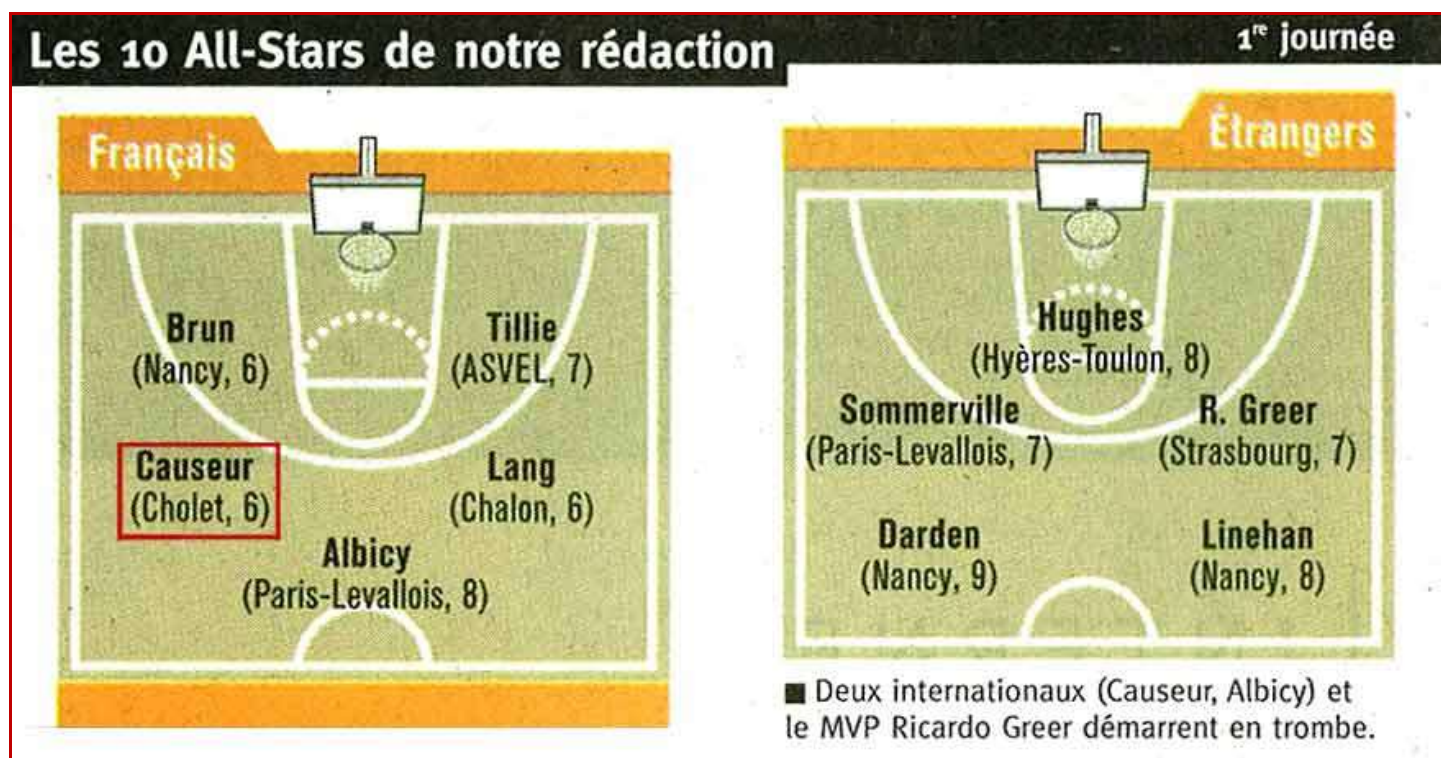 Les 10 All-Stars de notre rédaction
1re journée
Français
Brun
(Nancy, 6)
Tillie
(ASVEL, 7)
Causeur
(Cholet, 6)
Lang
(Chalon, 6)
Albicy
(Paris-Levallois, 8)
Étrangers
Hughes
(Hyères-Toulon, 8)
Sommerville
(Paris-Levallois, 7)
R. Greer
(Strasbourg, 7)
Darden
(Nancy, 9)
Linehan
(Nancy, 8)
■ Deux internationaux (Causeur, Albicy) et
le MVP Ricardo Greer démarrent en trombe.